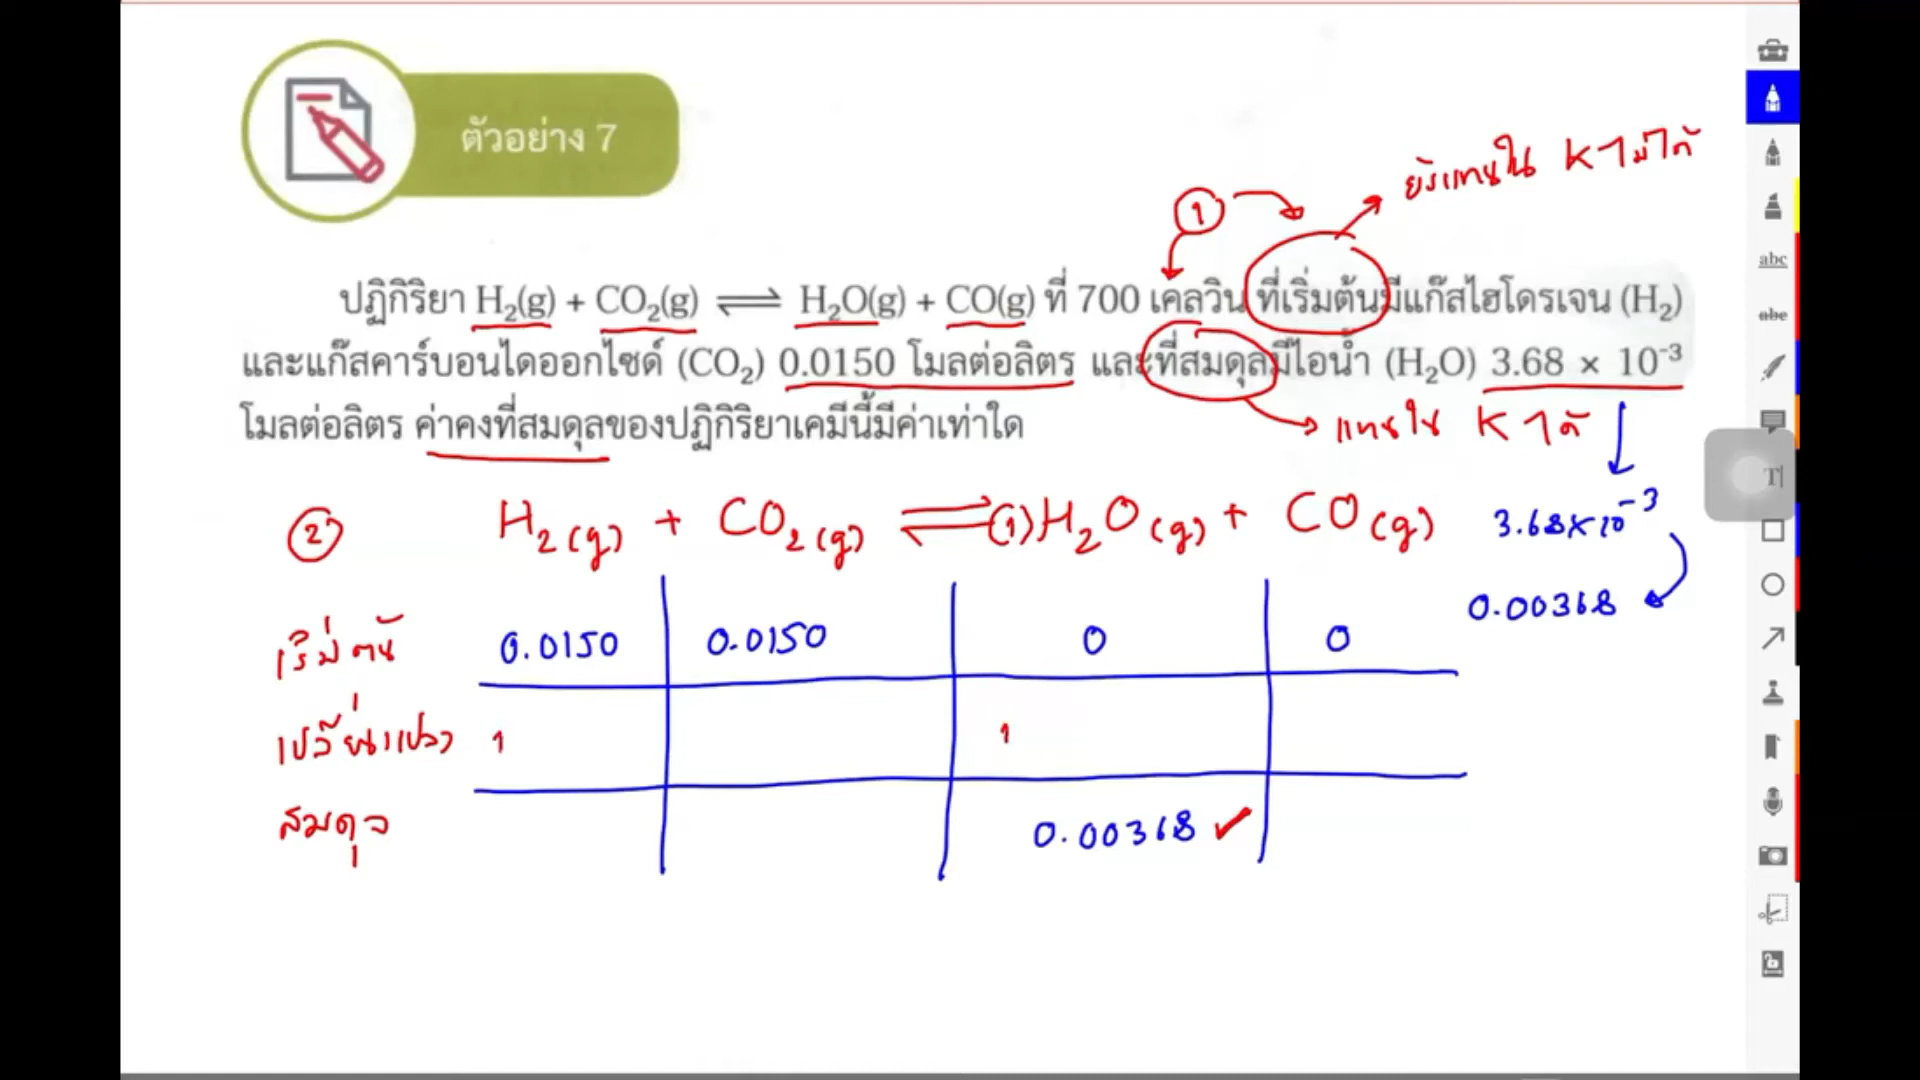 ตัวอย่าง 7
ยังแทนใน K ไม่ได้
1
ปฏิกิริยา H₂(g) + CO₂(g) ⇌ H₂O(g) + CO(g) ที่ 700 เคลวิน ที่เริ่มต้นมีแก๊สไฮโดรเจน (H₂)
และแก๊สคาร์บอนไดออกไซด์ (CO₂) 0.0150 โมลต่อลิตร และที่สมดุลมีไอน้ำ (H₂O) 3.68 × 10⁻³
โมลต่อลิตร ค่าคงที่สมดุลของปฏิกิริยาเคมีนี้มีค่าเท่าใด
แทนใน K ได้
2 H₂(g) + CO₂(g) ⇌ (1)H₂O(g) + CO(g) 3.68×10⁻³
0.00368
เริ่มต้น 0.0150 0.0150 0 0
เปลี่ยนแปลง 1 1
สมดุล 0.00368 ✓
abc
abc
T